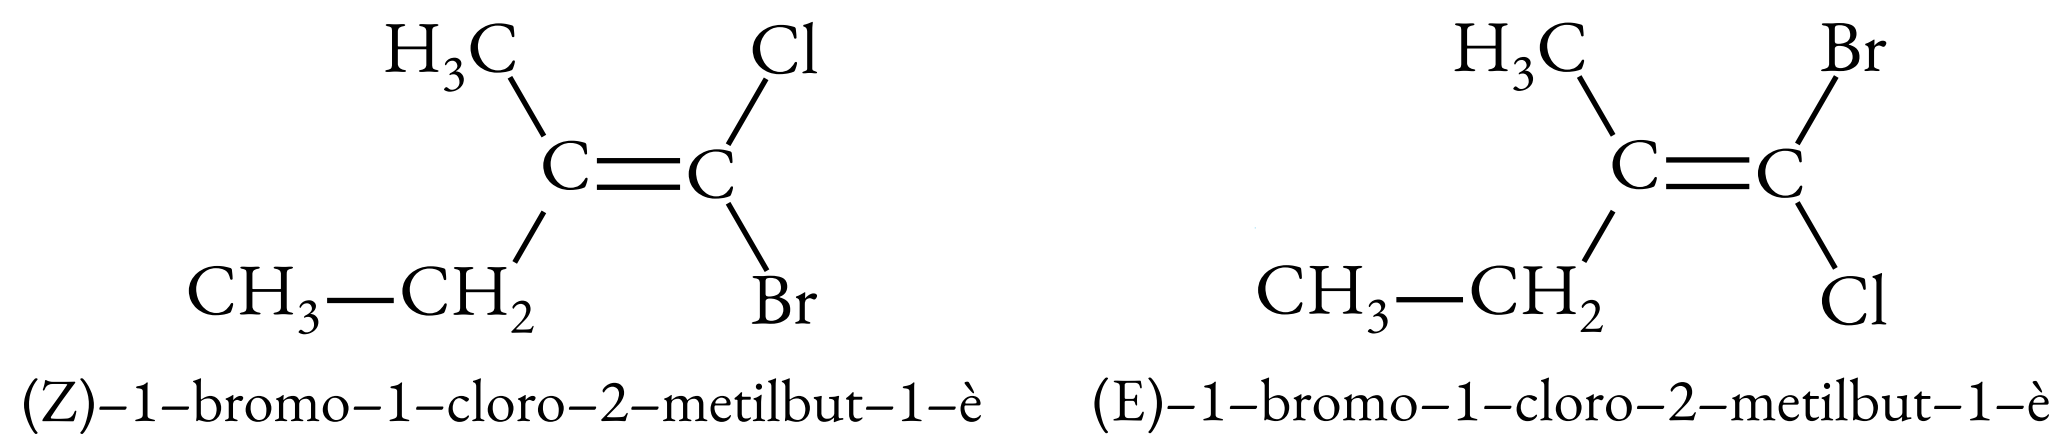 H₃C Cl H₃C Br
C C C C
CH₃ CH₂ Br CH₃ CH₂ Cl
(Z)–1–bromo–1–cloro–2–metilbut–1–è (E)–1–bromo–1–cloro–2–metilbut–1–è